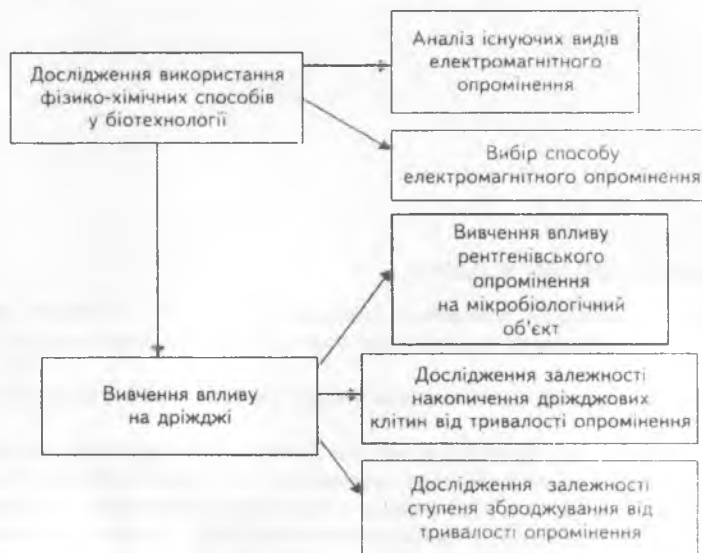 Дослідження використання
фізико-хімічних способів
у біотехнології
Аналіз існуючих видів
електромагнітного
опромінення
Вибір способу
електромагнітного опромінення
Вивчення впливу
рентгенівського
опромінення
на мікробіологічний
об'єкт
Вивчення впливу
на дріжджі
Дослідження залежності
накопичення дріжджових
клітин від тривалості опромінення
Дослідження залежності
ступеня зброджування від
тривалості опромінення